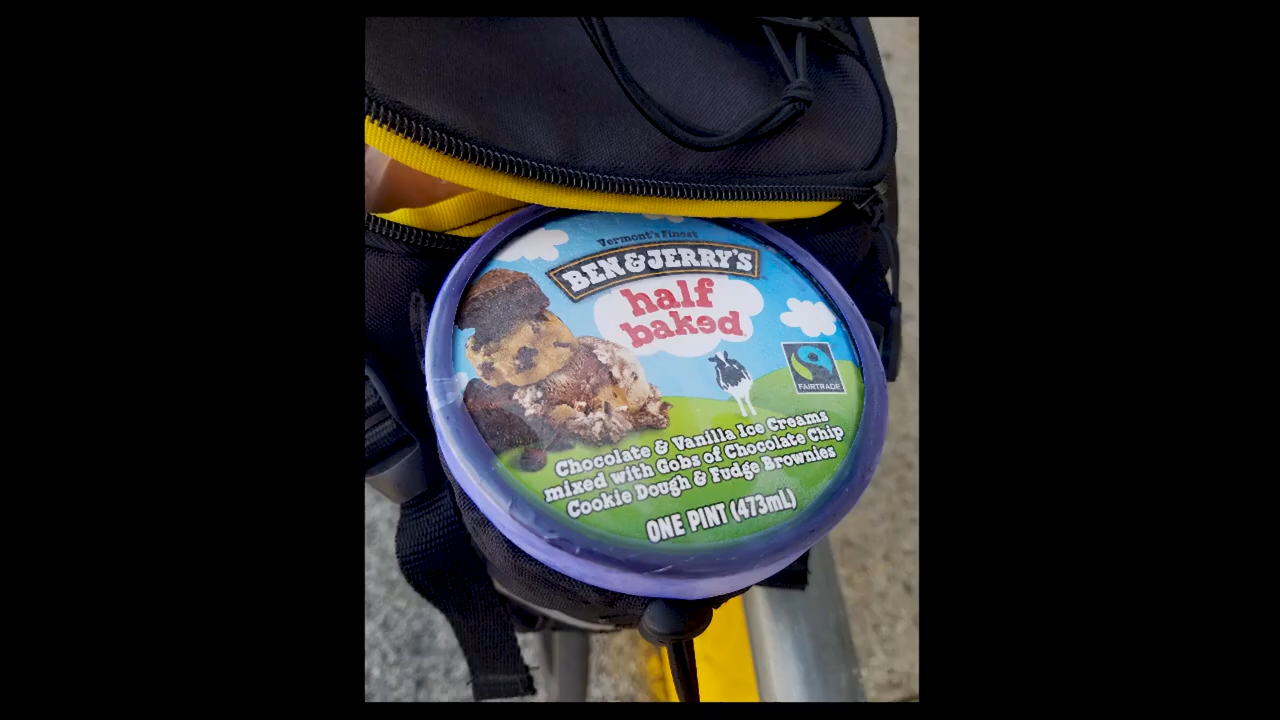 Vermont's Finest
BEN & JERRY'S
half
baked
FAIRTRADE
Chocolate & Vanilla Ice Creams
mixed with Gobs of Chocolate Chip
Cookie Dough & Fudge Brownies
ONE PINT (473mL)